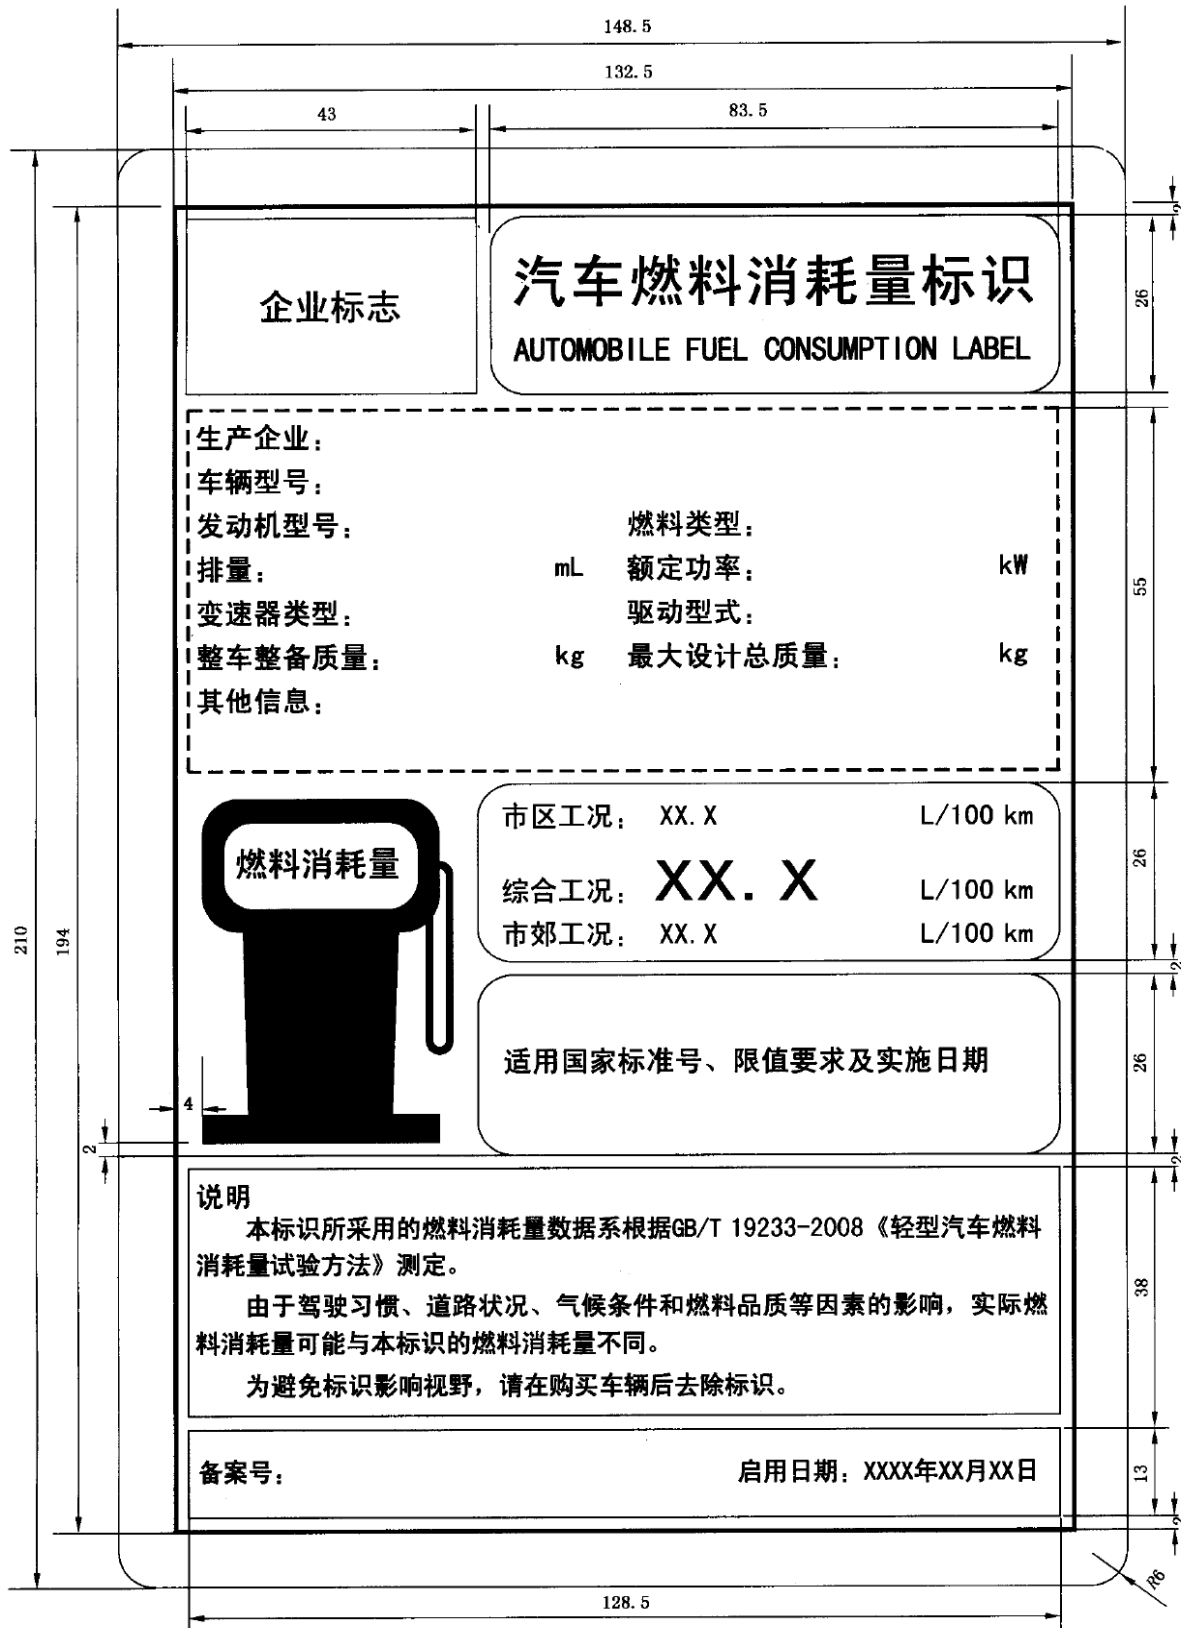 148.5
132.5
43
83.5
2
企业标志
汽车燃料消耗量标识
AUTOMOBILE FUEL CONSUMPTION LABEL
26
生产企业:
车辆型号:
发动机型号: 燃料类型:
排量: mL 额定功率: kW
变速器类型: 驱动型式:
整车整备质量: kg 最大设计总质量: kg
其他信息:
55
燃料消耗量
市区工况: XX.X L/100 km
综合工况: XX.X L/100 km
市郊工况: XX.X L/100 km
26
210
194
2
适用国家标准号、限值要求及实施日期
26
4
2
2
说明
本标识所采用的燃料消耗量数据系根据GB/T 19233-2008《轻型汽车燃料
消耗量试验方法》测定。
由于驾驶习惯、道路状况、气候条件和燃料品质等因素的影响，实际燃
料消耗量可能与本标识的燃料消耗量不同。
为避免标识影响视野，请在购买车辆后去除标识。
38
备案号: 启用日期: XXXX年XX月XX日
13
2
R6
128.5